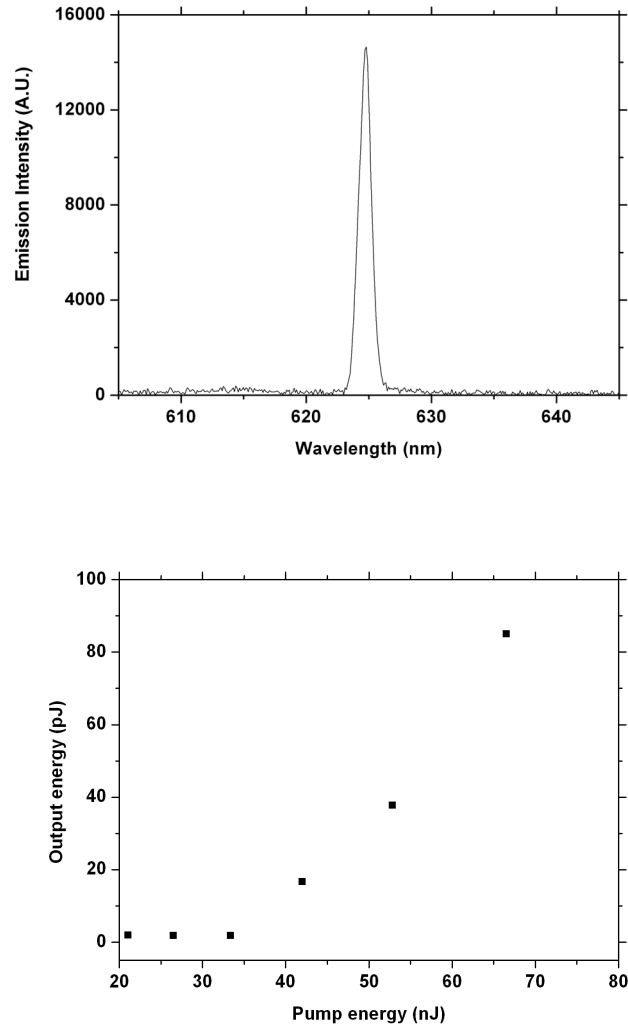 16000
12000
8000
4000
0
Emission Intensity (A.U.)
610 620 630 640
Wavelength (nm)
100
80
60
40
20
0
Output energy (pJ)
20 30 40 50 60 70 80
Pump energy (nJ)